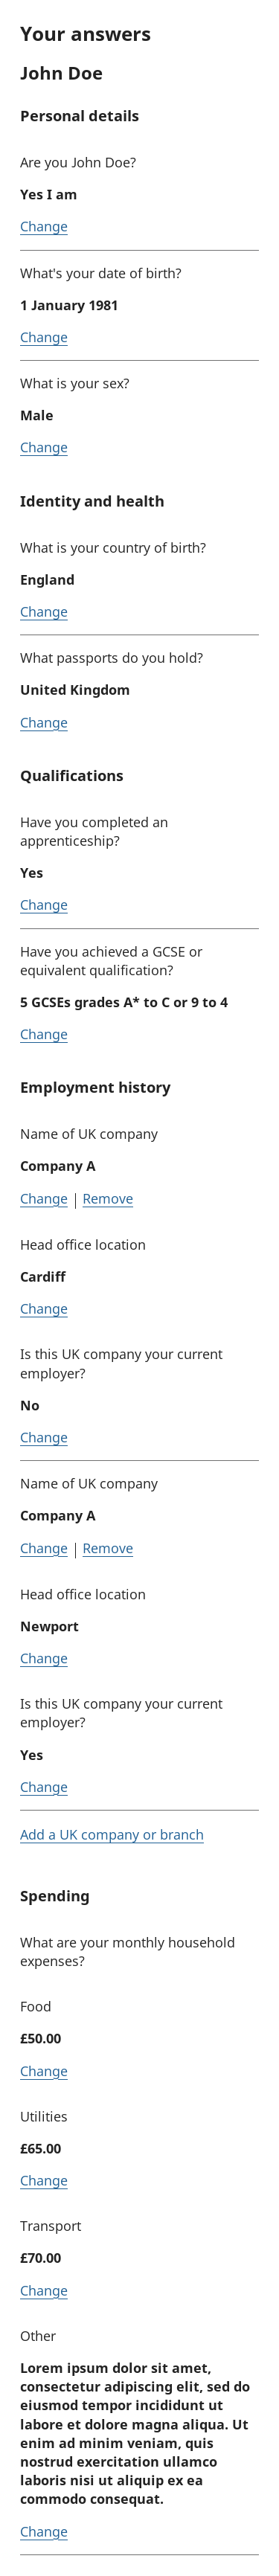 Your answers
John Doe
Personal details
Are you John Doe?
Yes I am
Change
What's your date of birth?
1 January 1981
Change
What is your sex?
Male
Change
Identity and health
What is your country of birth?
England
Change
What passports do you hold?
United Kingdom
Change
Qualifications
Have you completed an
apprenticeship?
Yes
Change
Have you achieved a GCSE or
equivalent qualification?
5 GCSEs grades A* to C or 9 to 4
Change
Employment history
Name of UK company
Company A
Change | Remove
Head office location
Cardiff
Change
Is this UK company your current
employer?
No
Change
Name of UK company
Company A
Change | Remove
Head office location
Newport
Change
Is this UK company your current
employer?
Yes
Change
Add a UK company or branch
Spending
What are your monthly household
expenses?
Food
£50.00
Change
Utilities
£65.00
Change
Transport
£70.00
Change
Other
Lorem ipsum dolor sit amet,
consectetur adipiscing elit, sed do
eiusmod tempor incididunt ut
labore et dolore magna aliqua. Ut
enim ad minim veniam, quis
nostrud exercitation ullamco
laboris nisi ut aliquip ex ea
commodo consequat.
Change